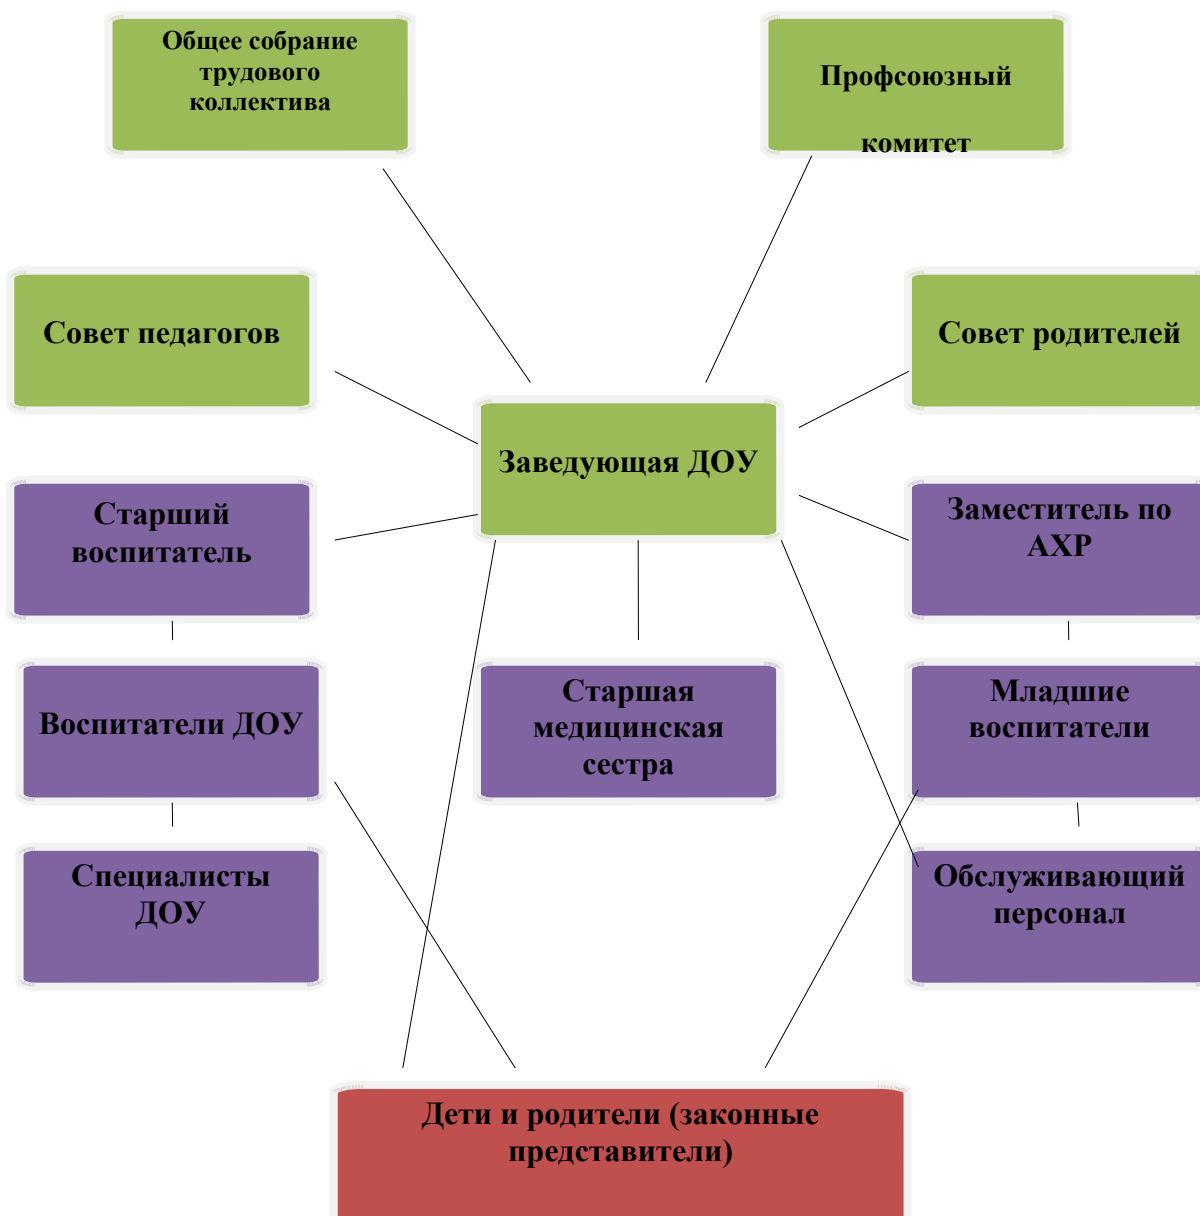 Общее собрание
трудового
коллектива
Профсоюзный
комитет
Совет педагогов
Совет родителей
Заведующая ДОУ
Старший
воспитатель
Заместитель по
АХР
Воспитатели ДОУ
Старшая
медицинская
сестра
Младшие
воспитатели
Специалисты
ДОУ
Обслуживающий
персонал
Дети и родители (законные
представители)